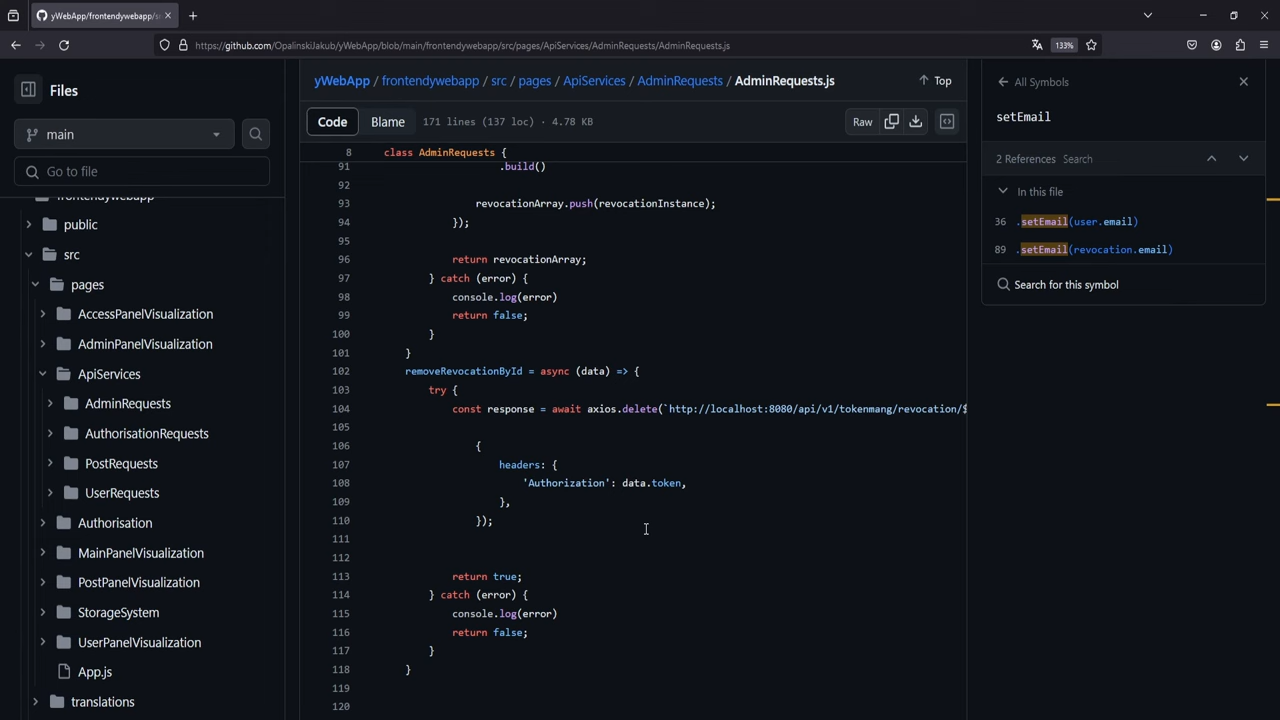 yWebApp/frontendywebapp/sr
https://github.com/OpalinskiJakub/yWebApp/blob/main/frontendywebapp/src/pages/ApiServices/AdminRequests/AdminRequests.js
133%
Files
main
Go to file
frontendywebapp
public
src
pages
AccessPanelVisualization
AdminPanelVisualization
ApiServices
AdminRequests
AuthorisationRequests
PostRequests
UserRequests
Authorisation
MainPanelVisualization
PostPanelVisualization
StorageSystem
UserPanelVisualization
App.js
translations
yWebApp / frontendywebapp / src / pages / ApiServices / AdminRequests / AdminRequests.js
Top
Code Blame 171 lines (137 loc) · 4.78 KB
Raw
8 class AdminRequests {
91 .build()
92
93 revocationArray.push(revocationInstance);
94 });
95
96 return revocationArray;
97 } catch (error) {
98 console.log(error)
99 return false;
100 }
101 }
102 removeRevocationById = async (data) => {
103 try {
104 const response = await axios.delete(`http://localhost:8080/api/v1/tokenmang/revocation/$
105
106 {
107 headers: {
108 'Authorization': data.token,
109 },
110 });
111
112
113 return true;
114 } catch (error) {
115 console.log(error)
116 return false;
117 }
118 }
119
120
All Symbols
setEmail
2 References Search
In this file
36 .setEmail(user.email)
89 .setEmail(revocation.email)
Search for this symbol